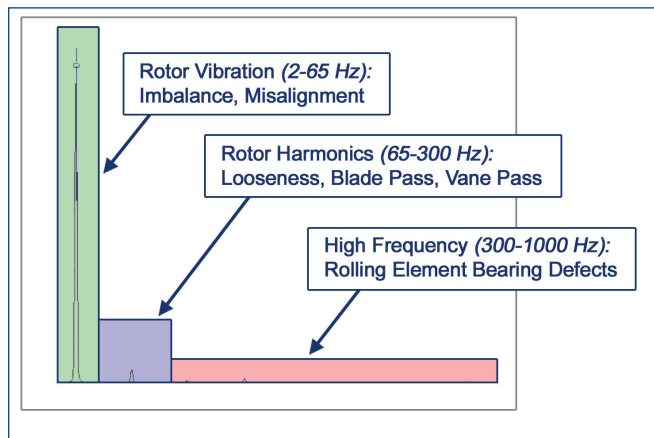 Rotor Vibration (2-65 Hz):
Imbalance, Misalignment
Rotor Harmonics (65-300 Hz):
Looseness, Blade Pass, Vane Pass
High Frequency (300-1000 Hz):
Rolling Element Bearing Defects